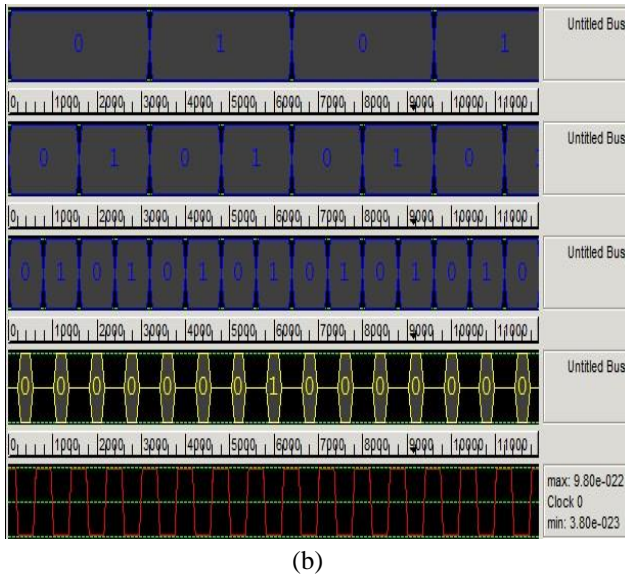 0 1 0 1 Untitled Bus
0 1000 2000 3000 4000 5000 6000 7000 8000 9000 10000 11000
0 1 0 1 0 1 0 Untitled Bus
0 1000 2000 3000 4000 5000 6000 7000 8000 9000 10000 11000
0 1 0 1 0 1 0 1 0 1 0 1 0 1 0 Untitled Bus
0 1000 2000 3000 4000 5000 6000 7000 8000 9000 10000 11000
0 0 0 0 0 0 0 1 0 0 0 0 0 0 0 Untitled Bus
0 1000 2000 3000 4000 5000 6000 7000 8000 9000 10000 11000
max: 9.80e-022
Clock 0
min: 3.80e-023
(b)